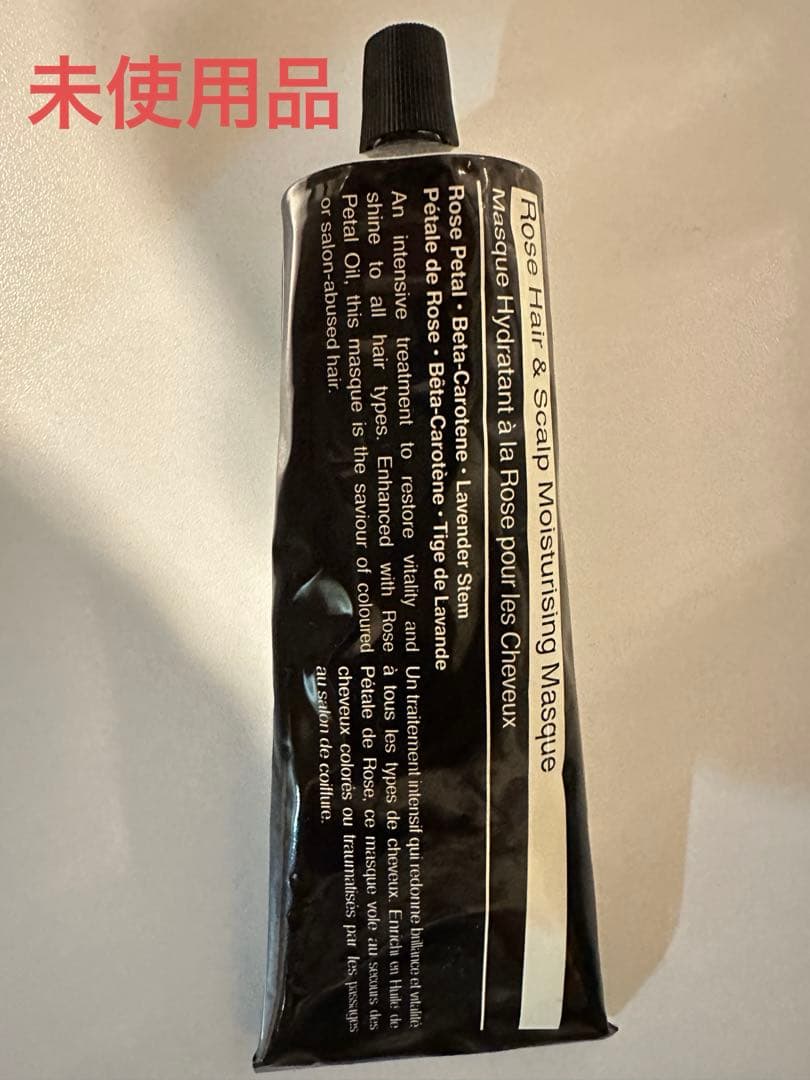 未使用品
Rose Hair & Scalp Moisturising Masque
Masque Hydratant à la Rose pour les Cheveux
Rose Petal • Beta-Carotene • Lavender Stem
Pétale de Rose • Bêta-Carotène • Tige de Lavande
An intensive treatment to restore vitality and
shine to all hair types. Enhanced with Rose
Petal Oil, this masque is the saviour of coloured
or salon-abused hair.
Un traitement intensif qui redonne brillance et vitalité
à tous les types de cheveux. Enrichi en Huile de
Pétale de Rose, ce masque vole au secours des
cheveux colorés ou traumatisés par les passages
au salon de coiffure.